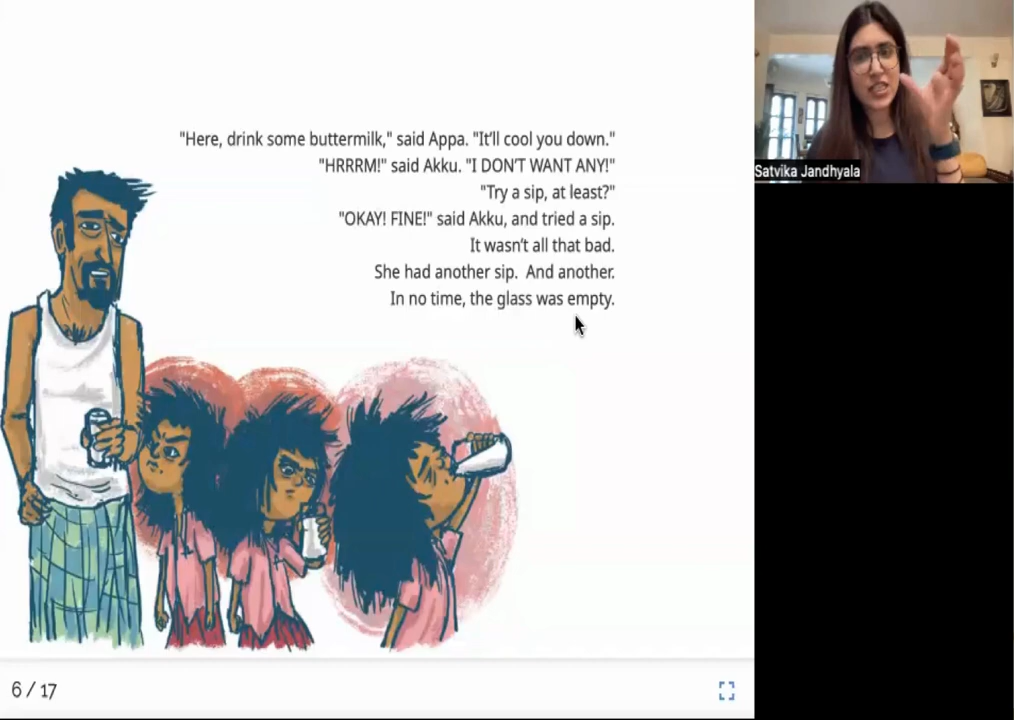 "Here, drink some buttermilk," said Appa. "It'll cool you down."
"HRRRM!" said Akku. "I DON'T WANT ANY!"
"Try a sip, at least?"
"OKAY! FINE!" said Akku, and tried a sip.
It wasn't all that bad.
She had another sip.  And another.
In no time, the glass was empty.
Satvika Jandhyala
6 / 17